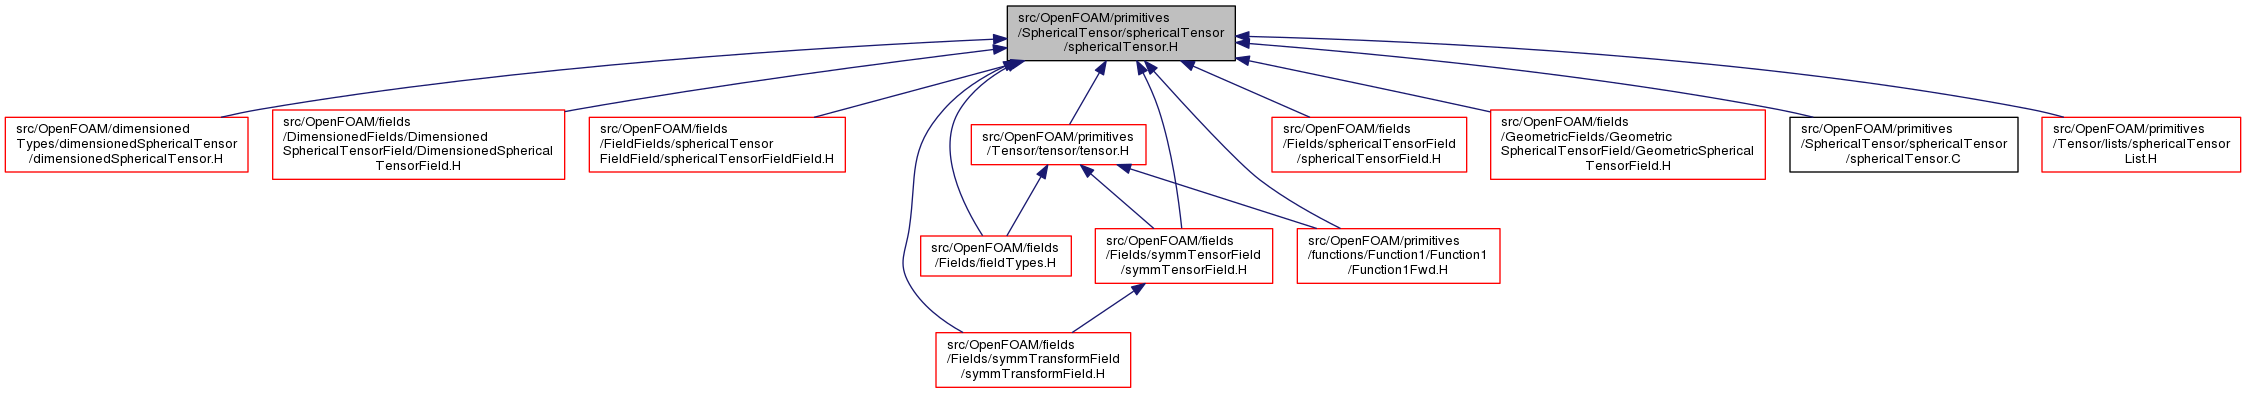 src/OpenFOAM/primitives
/SphericalTensor/sphericalTensor
/sphericalTensor.H
src/OpenFOAM/dimensioned
Types/dimensionedSphericalTensor
/dimensionedSphericalTensor.H
src/OpenFOAM/fields
/DimensionedFields/Dimensioned
SphericalTensorField/DimensionedSpherical
TensorField.H
src/OpenFOAM/fields
/FieldFields/sphericalTensor
FieldField/sphericalTensorFieldField.H
src/OpenFOAM/primitives
/Tensor/tensor/tensor.H
src/OpenFOAM/fields
/Fields/sphericalTensorField
/sphericalTensorField.H
src/OpenFOAM/fields
/GeometricFields/Geometric
SphericalTensorField/GeometricSpherical
TensorField.H
src/OpenFOAM/primitives
/SphericalTensor/sphericalTensor
/sphericalTensor.C
src/OpenFOAM/primitives
/Tensor/lists/sphericalTensor
List.H
src/OpenFOAM/fields
/Fields/fieldTypes.H
src/OpenFOAM/fields
/Fields/symmTensorField
/symmTensorField.H
src/OpenFOAM/primitives
/functions/Function1/Function1
/Function1Fwd.H
src/OpenFOAM/fields
/Fields/symmTransformField
/symmTransformField.H